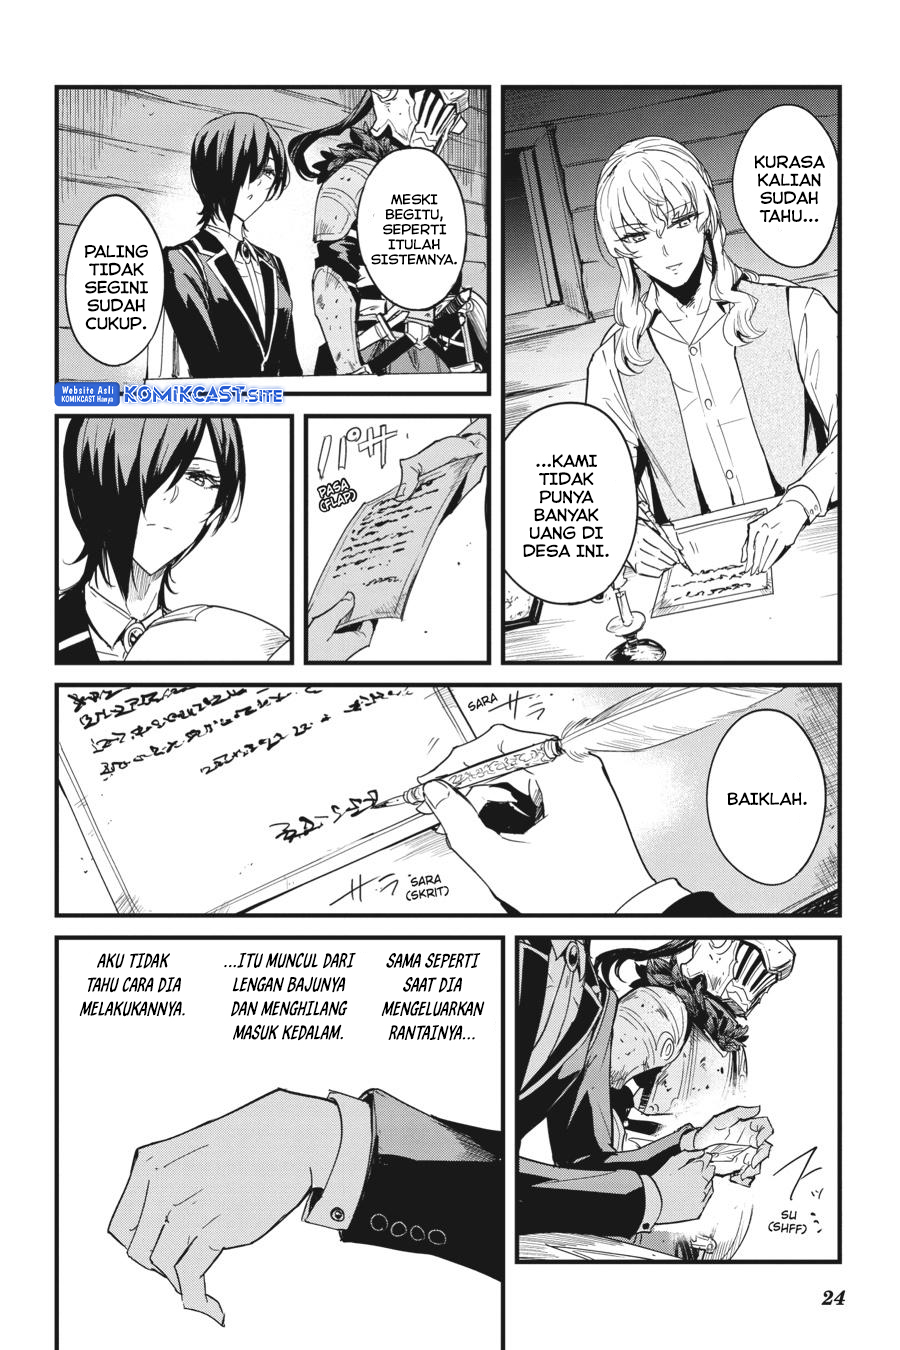 KURASA
KALIAN
SUDAH
TAHU...
...KAMI
TIDAK
PUNYA
BANYAK
UANG DI
DESA INI.
MESKI
BEGITU,
SEPERTI
ITULAH
SISTEMNYA.
PALING
TIDAK
SEGINI
SUDAH
CUKUP.
Website Asli
KOMIKCAST Hanya
KOMIKCAST.SITE
パサ
PASA
(FLAP)
SARA
サラ
BAIKLAH.
サラ
SARA
(SKRIT)
SAMA SEPERTI
SAAT DIA
MENGELUARKAN
RANTAINYA...
...ITU MUNCUL DARI
LENGAN BAJUNYA
DAN MENGHILANG
MASUK KEDALAM.
AKU TIDAK
TAHU CARA DIA
MELAKUKANNYA.
スッ
SU
(SHFF)
24